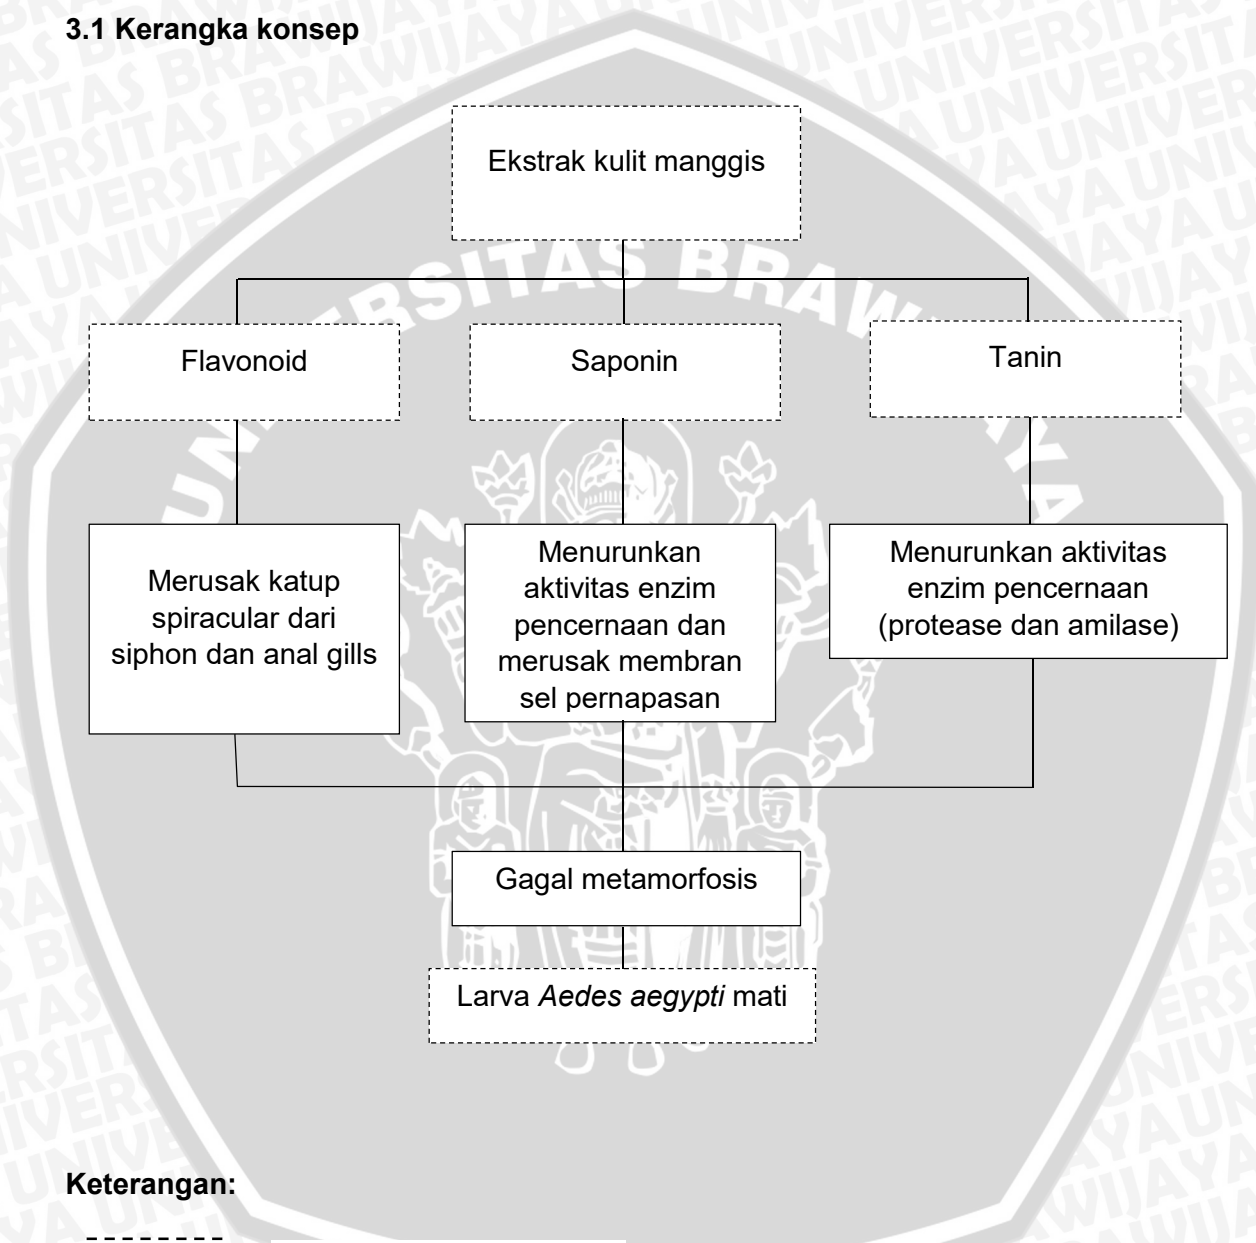 3.1 Kerangka konsep
Ekstrak kulit manggis
UNIVERSITAS BRAWIJAYA
Flavonoid
Saponin
Tanin
Merusak katup
spiracular dari
siphon dan anal gills
Menurunkan
aktivitas enzim
pencernaan dan
merusak membran
sel pernapasan
Menurunkan aktivitas
enzim pencernaan
(protease dan amilase)
Gagal metamorfosis
Larva Aedes aegypti mati
Keterangan: